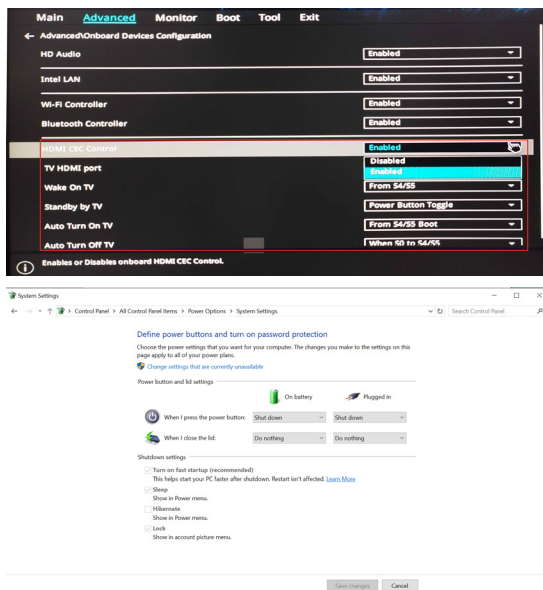 Main Advanced Monitor Boot Tool Exit
← Advanced\Onboard Devices Configuration
HD Audio Enabled
Intel LAN Enabled
Wi-Fi Controller Enabled
Bluetooth Controller Enabled
HDMI CEC Control Enabled
Disabled
TV HDMI port Enabled
Wake On TV From S4/S5
Standby by TV Power Button Toggle
Auto Turn On TV From S4/S5 Boot
Auto Turn Off TV When S0 to S4/S5
Enables or Disables onboard HDMI CEC Control.
System Settings
Control Panel > All Control Panel Items > Power Options > System Settings Search Control Panel
Define power buttons and turn on password protection
Choose the power settings that you want for your computer. The changes you make to the settings on this
page apply to all of your power plans.
Change settings that are currently unavailable
Power button and lid settings
On battery Plugged in
When I press the power button: Shut down Shut down
When I close the lid: Do nothing Do nothing
Shutdown settings
Turn on fast startup (recommended)
This helps start your PC faster after shutdown. Restart isn't affected. Learn More
Sleep
Show in Power menu.
Hibernate
Show in Power menu.
Lock
Show in account picture menu.
Save changes Cancel